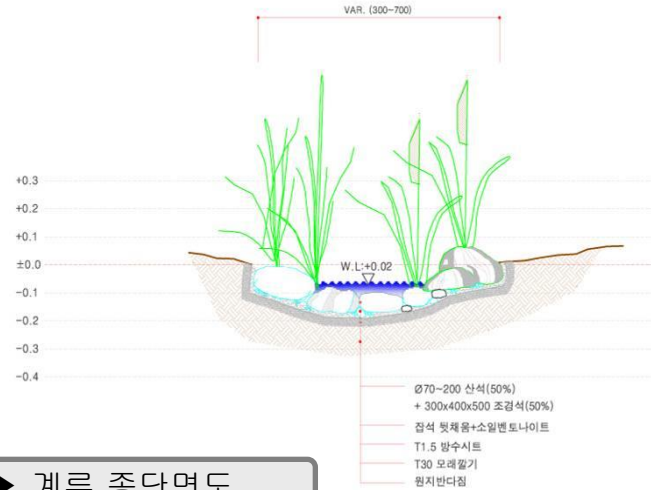 VAR. (300~700)
+0.3
+0.2
+0.1
±0.0
W.L:+0.02
-0.1
-0.2
-0.3
-0.4
Ø70~200 산석(50%)
+ 300x400x500 조경석(50%)
잡석 뒷채움+소일벤토나이트
T1.5 방수시트
T30 모래깔기
원지반다짐
▶ 계류 종단면도